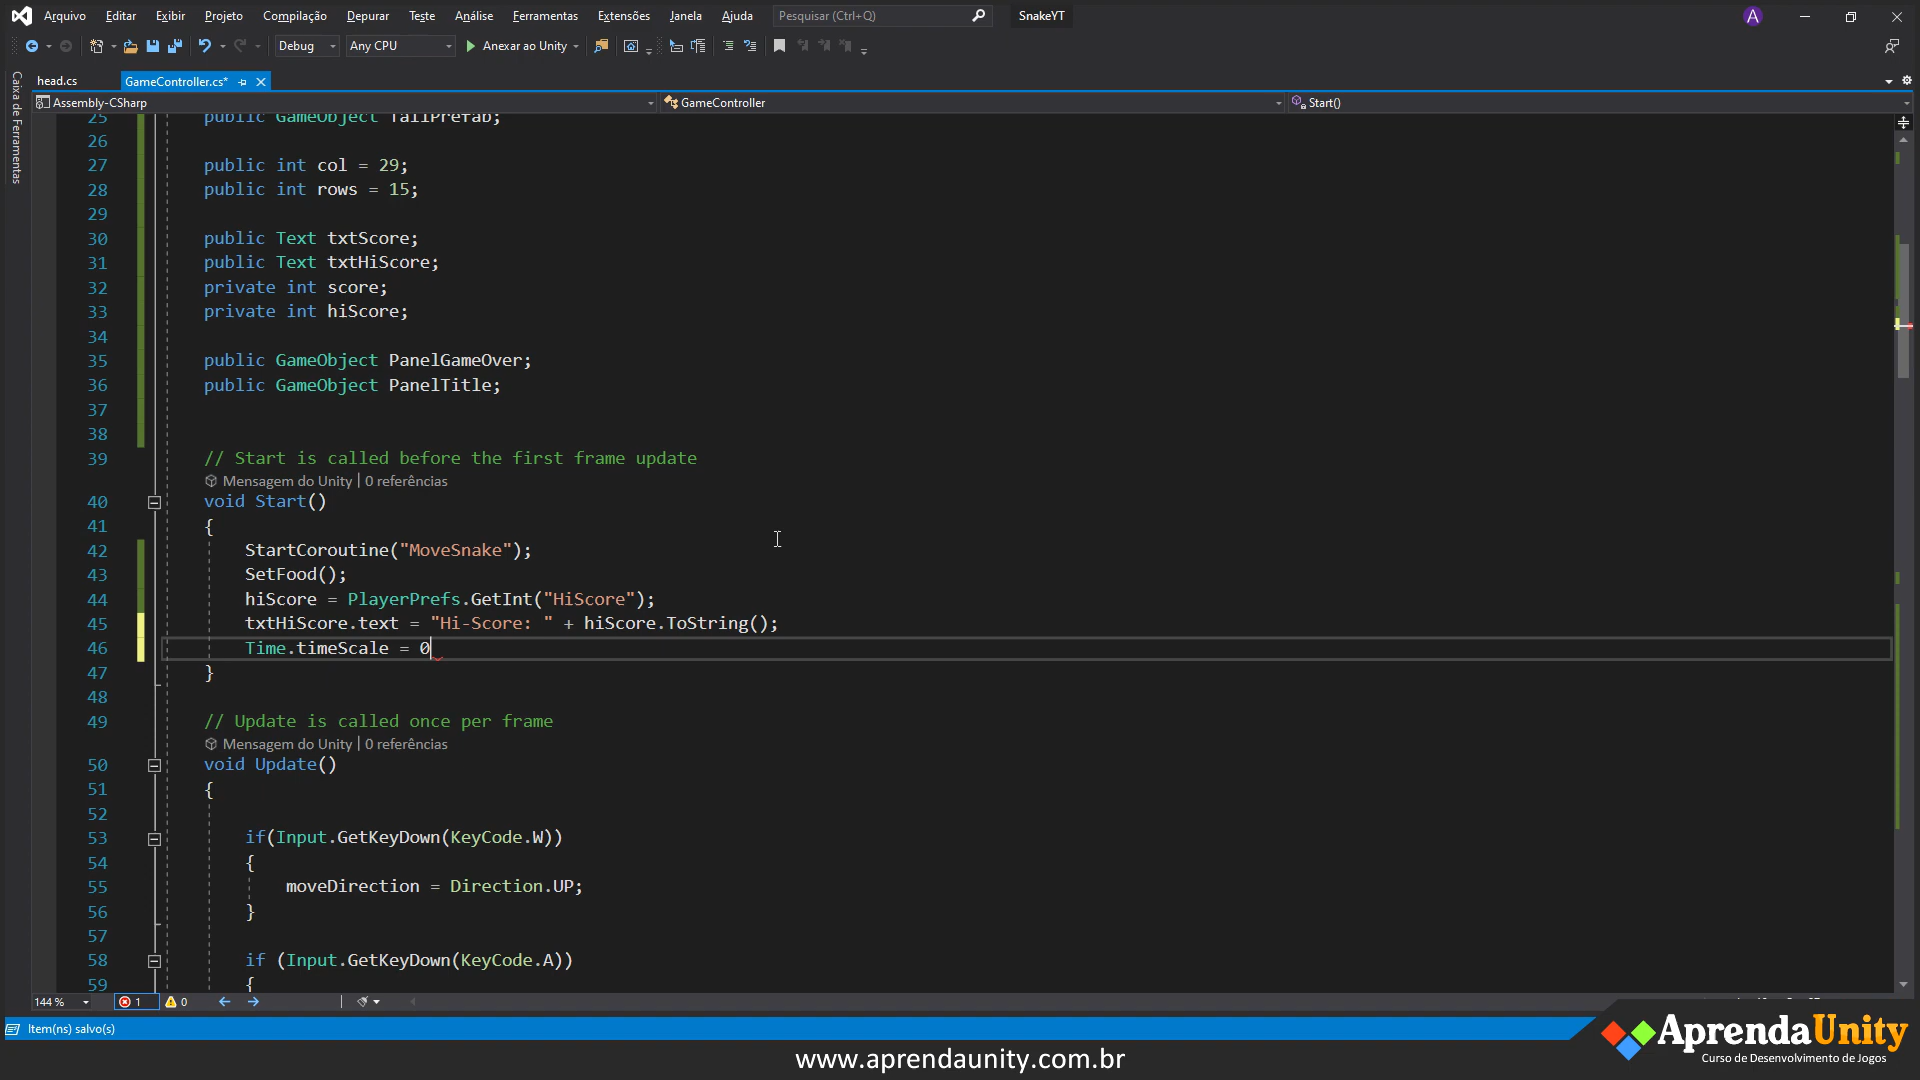 Arquivo Editar Exibir Projeto Compilação Depurar Teste Análise Ferramentas Extensões Janela Ajuda Pesquisar (Ctrl+Q) SnakeYT A
Debug Any CPU Anexar ao Unity
head.cs GameController.cs*
Caixa de Ferramentas
Assembly-CSharp GameController Start()
25 public GameObject TailPrefab;
26
27 public int col = 29;
28 public int rows = 15;
29
30 public Text txtScore;
31 public Text txtHiScore;
32 private int score;
33 private int hiScore;
34
35 public GameObject PanelGameOver;
36 public GameObject PanelTitle;
37
38
39 // Start is called before the first frame update
Mensagem do Unity | 0 referências
40 void Start()
41 {
42 StartCoroutine("MoveSnake");
43 SetFood();
44 hiScore = PlayerPrefs.GetInt("HiScore");
45 txtHiScore.text = "Hi-Score: " + hiScore.ToString();
46 Time.timeScale = 0
47 }
48
49 // Update is called once per frame
Mensagem do Unity | 0 referências
50 void Update()
51 {
52
53 if(Input.GetKeyDown(KeyCode.W))
54 {
55 moveDirection = Direction.UP;
56 }
57
58 if (Input.GetKeyDown(KeyCode.A))
59 {
144 % 1 0
Item(ns) salvo(s)
AprendaUnity
Curso de Desenvolvimento de Jogos
www.aprendaunity.com.br